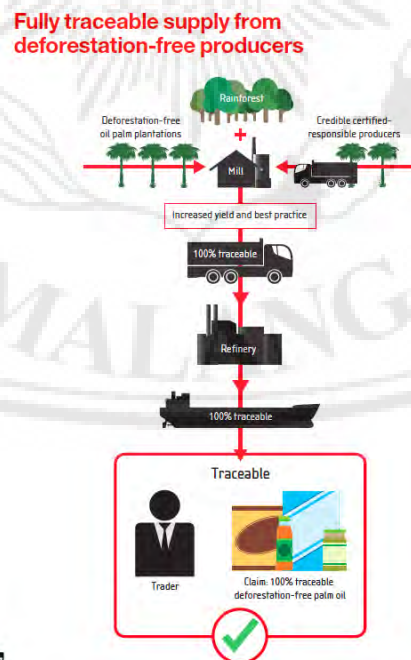 Fully traceable supply from
deforestation-free producers
Rainforest
Deforestation-free
oil palm plantations
+
Credible certified-
responsible producers
Mill
Increased yield and best practice
100% traceable
MALANG
Refinery
100% traceable
Traceable
Trader
Claim: 100% traceable
deforestation-free palm oil